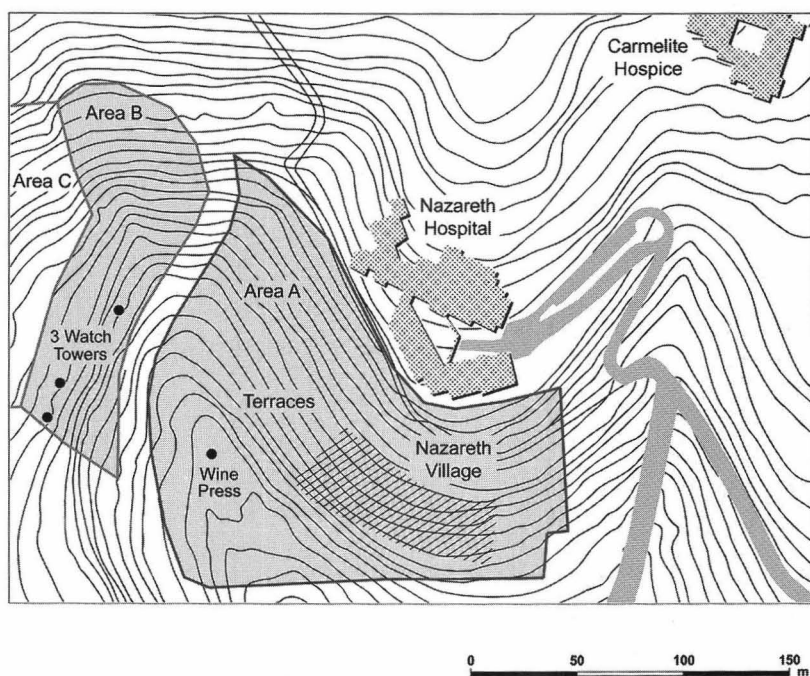 Carmelite
Hospice
Area B
Area C
Nazareth
Hospital
Area A
3 Watch
Towers
Terraces
Nazareth
Village
Wine
Press
0 50 100 150
m